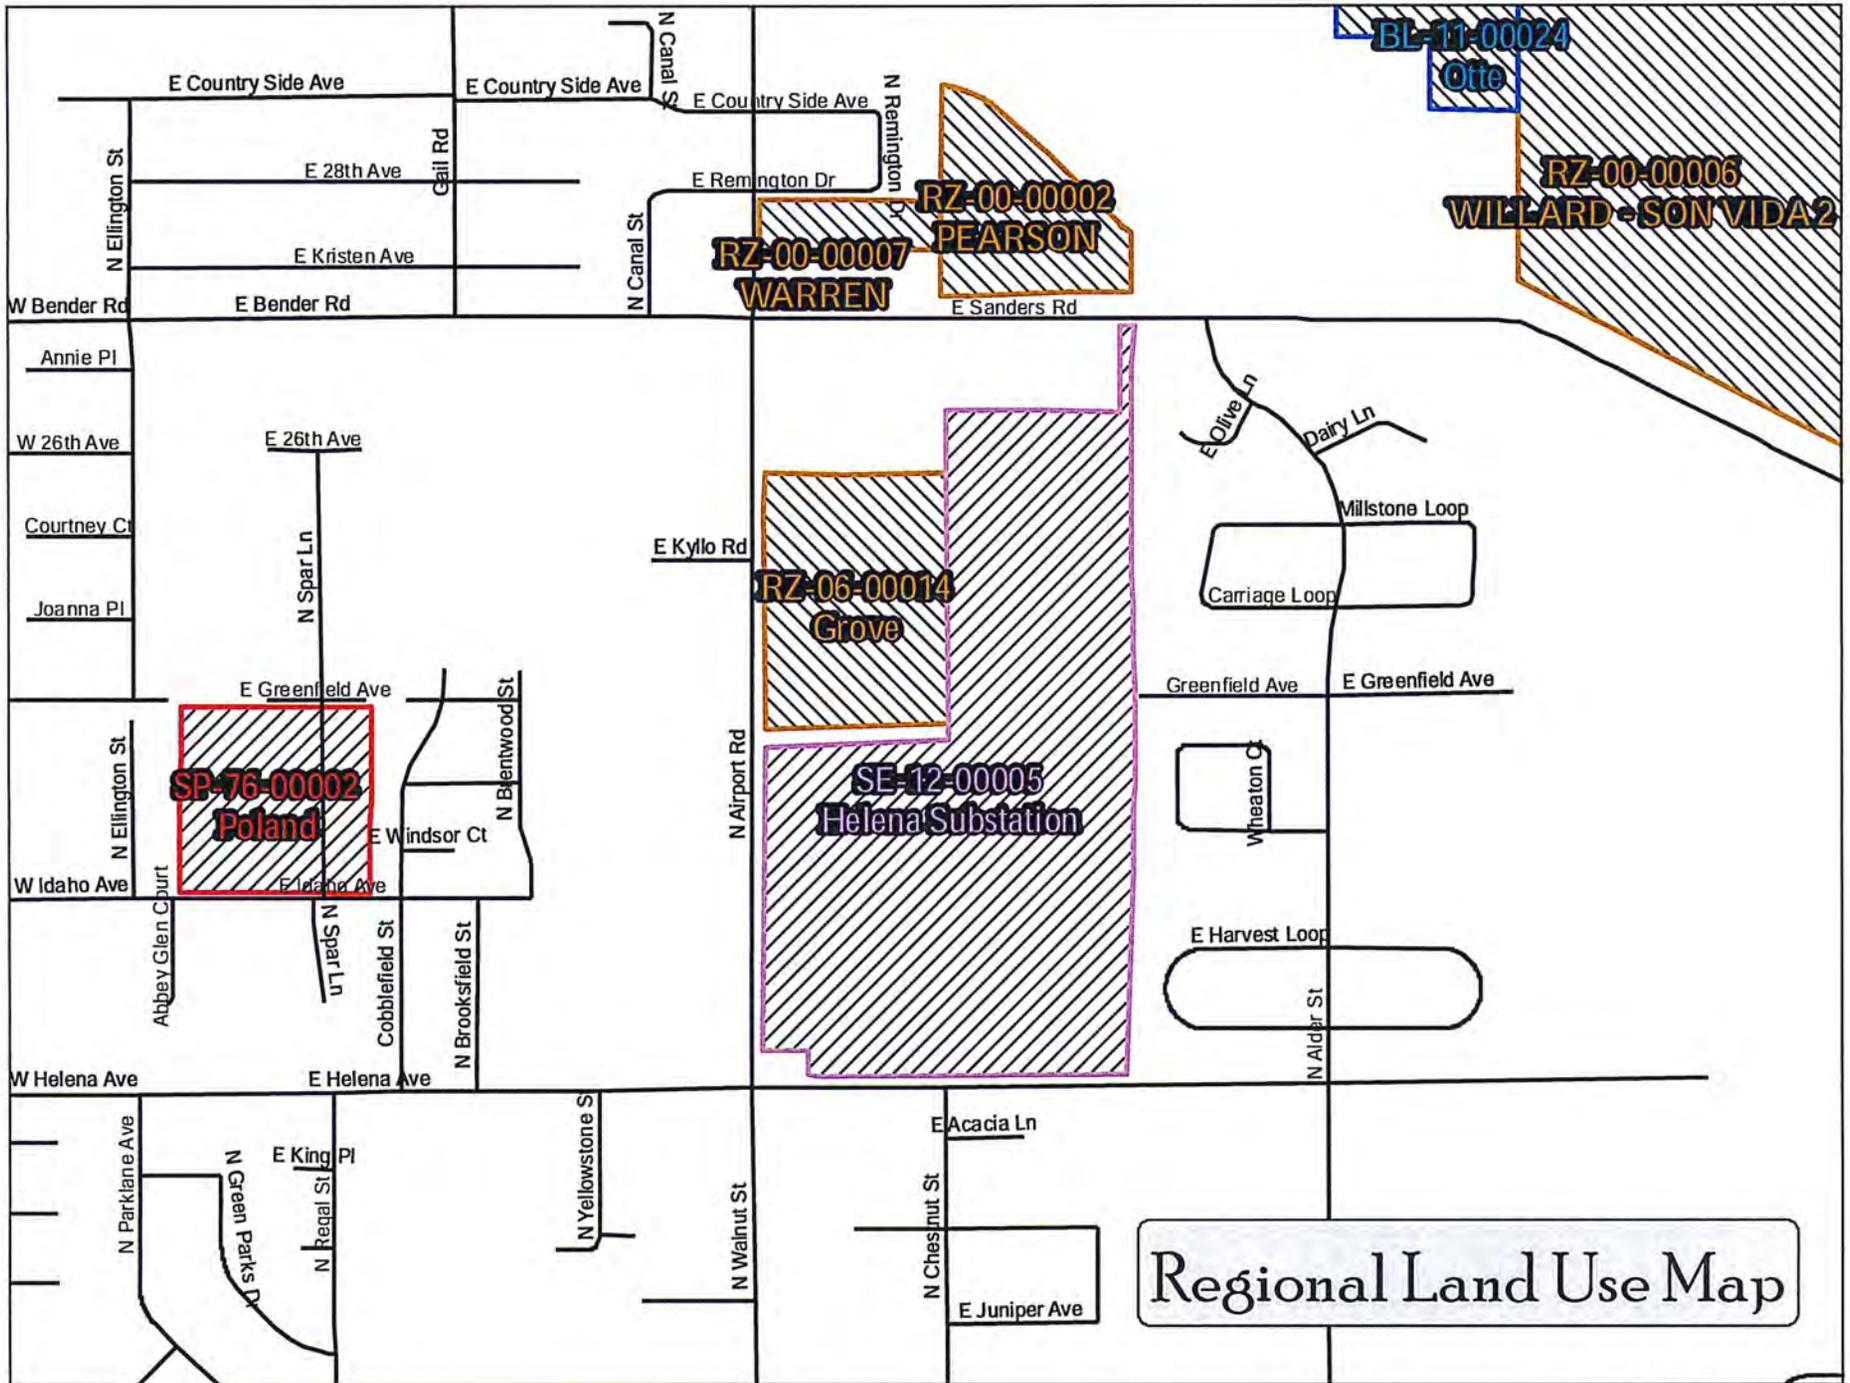 N Canal St
BL-11-00024
Otte
E Country Side Ave
E Country Side Ave
E Country Side Ave
N Remington Dr
N Ellington St
Gail Rd
E 28th Ave
E Remington Dr
RZ-00-00002
PEARSON
RZ-00-00006
WILLARD - SON VIDA 2
N Canal St
E Kristen Ave
RZ-00-00007
WARREN
W Bender Rd
E Bender Rd
E Sanders Rd
Annie Pl
W 26th Ave
E 26th Ave
E Olive Ln
Dairy Ln
Courtney Ct
N Spar Ln
E Kyllo Rd
Millstone Loop
RZ-06-00014
Grove
Carriage Loop
Joanna Pl
E Greenfield Ave
N Bentwood St
Greenfield Ave
E Greenfield Ave
N Ellington St
SP-76-00002
Poland
E Windsor Ct
N Airport Rd
SE-12-00005
Helena Substation
Wheaton Ct
W Idaho Ave
E Idaho Ave
Abbey Glen Court
N Spar Ln
Cobblefield St
N Brooksfield St
E Harvest Loop
N Alder St
W Helena Ave
E Helena Ave
N Parklane Ave
N Green Parks Dr
E King Pl
N Regal St
N Yellowstone S
N Walnut St
N Chestnut St
E Acacia Ln
E Juniper Ave
Regional Land Use Map